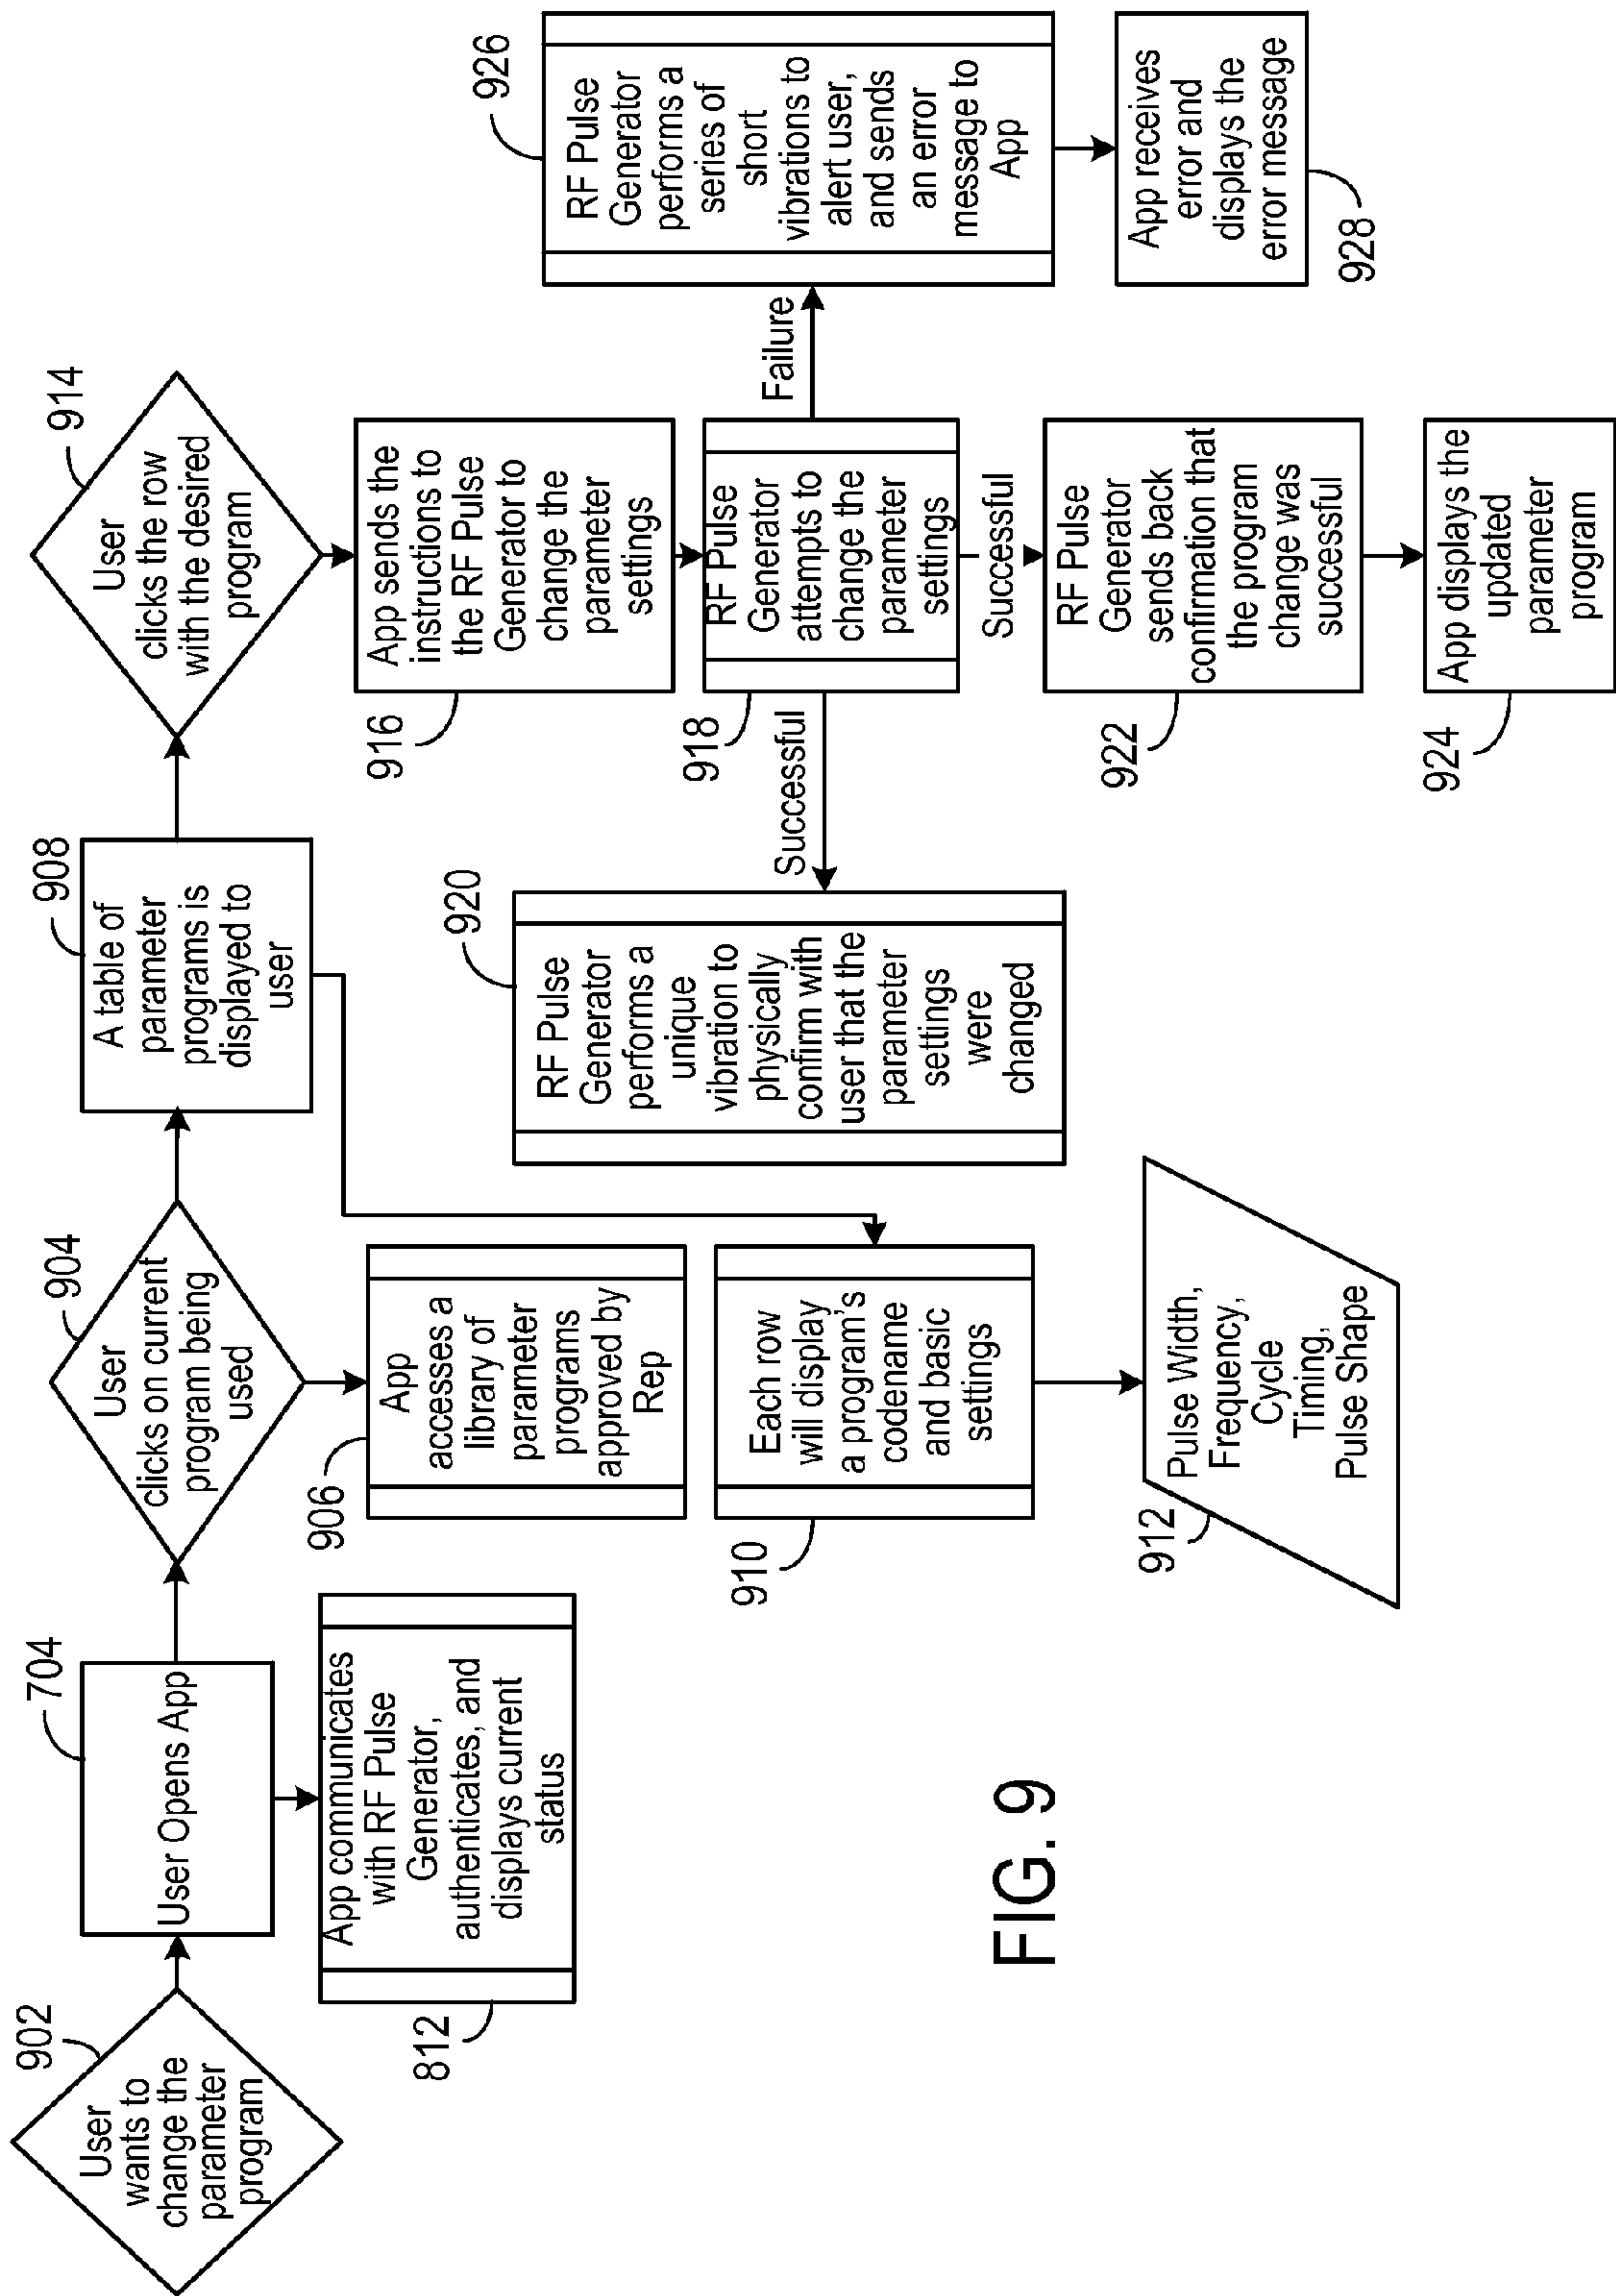 902
User
wants to
change the
parameter
program
704
User Opens App
812
App communicates
with RF Pulse
Generator,
authenticates, and
displays current
status
904
User
clicks on current
program being
used
906
App
accesses a
library of
parameter
programs
approved by
Rep
908
A table of
parameter
programs is
displayed to
user
910
Each row
will display
a program's
codename
and basic
settings
912
Pulse Width,
Frequency,
Cycle
Timing,
Pulse Shape
914
User
clicks the row
with the desired
program
916
App sends the
instructions to
the RF Pulse
Generator to
change the
parameter
settings
918
RF Pulse
Generator
attempts to
change the
parameter
settings
Successful
920
RF Pulse
Generator
performs a
unique
vibration to
physically
confirm with
user that the
parameter
settings
were
changed
Successful
922
RF Pulse
Generator
sends back
confirmation that
the program
change was
successful
924
App displays the
updated
parameter
program
Failure
926
RF Pulse
Generator
performs a
series of
short
vibrations to
alert user,
and sends
an error
message to
App
928
App receives
error and
displays the
error message
FIG. 9